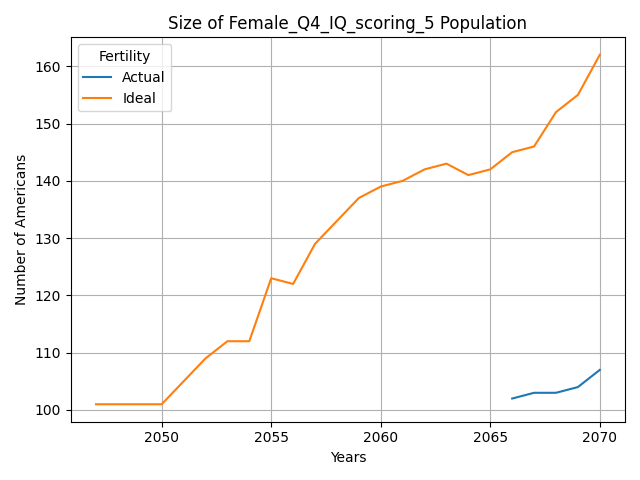 Size of Female_Q4_IQ_scoring_5 Population
Fertility
Actual
Ideal
Number of Americans
160
150
140
130
120
110
100
2050
2055
2060
2065
2070
Years